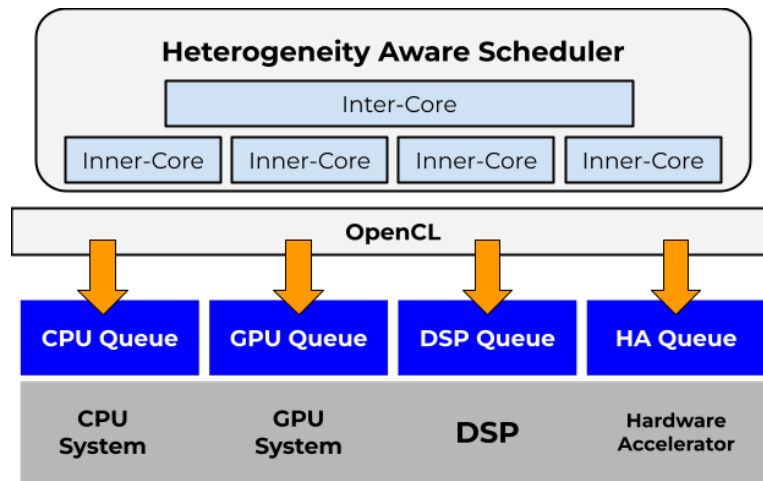 Heterogeneity Aware Scheduler
Inter-Core
Inner-Core Inner-Core Inner-Core Inner-Core
OpenCL
CPU Queue GPU Queue DSP Queue HA Queue
CPU System
GPU System
DSP
Hardware Accelerator